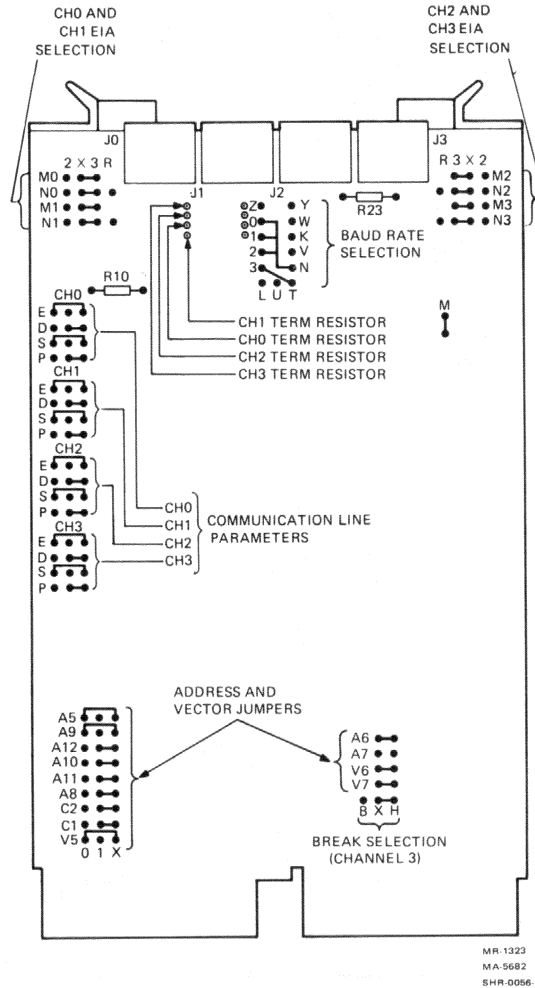 CH0 AND
CH1 EIA
SELECTION
CH2 AND
CH3 EIA
SELECTION
J0
J3
2 X 3 R
R 3 X 2
M0
N0
M1
N1
M2
N2
M3
N3
J1
J2
R23
Z Y
0 W
1 K
2 V
3 N
L U T
BAUD RATE
SELECTION
R10
M
CH1 TERM RESISTOR
CH0 TERM RESISTOR
CH2 TERM RESISTOR
CH3 TERM RESISTOR
CH0
E
D
S
P
CH1
E
D
S
P
CH2
E
D
S
P
CH3
E
D
S
P
CH0
CH1
CH2
CH3
COMMUNICATION LINE
PARAMETERS
ADDRESS AND
VECTOR JUMPERS
A5
A9
A12
A10
A11
A8
C2
C1
V5
0 1 X
A6
A7
V6
V7
B X H
BREAK SELECTION
(CHANNEL 3)
MR-1323
MA-5682
SHR-0056-